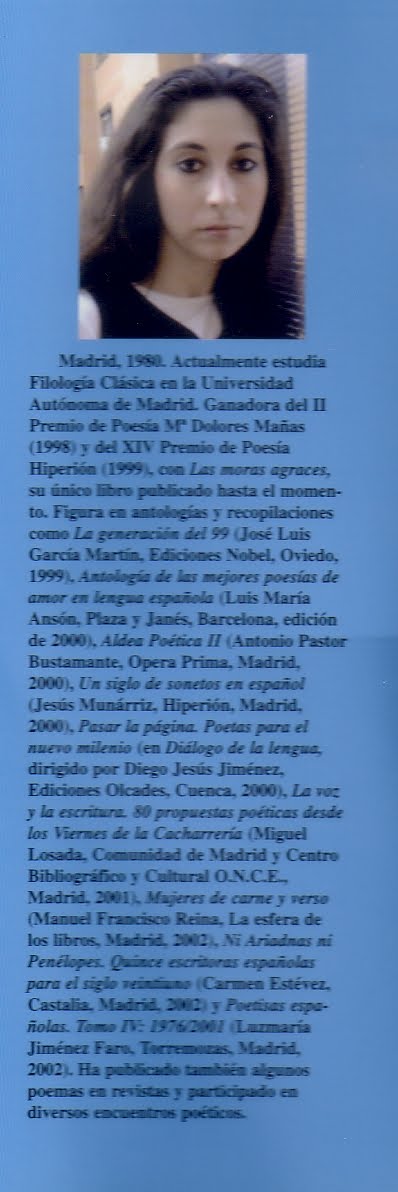 Madrid, 1980. Actualmente estudia
Filología Clásica en la Universidad
Autónoma de Madrid. Ganadora del II
Premio de Poesía Mª Dolores Mañas
(1998) y del XIV Premio de Poesía
Hiperión (1999), con Las moras agraces,
su único libro publicado hasta el momen-
to. Figura en antologías y recopilaciones
como La generación del 99 (José Luis
García Martín, Ediciones Nobel, Oviedo,
1999), Antología de las mejores poesías de
amor en lengua española (Luis María
Ansón, Plaza y Janés, Barcelona, edición
de 2000), Aldea Poética II (Antonio Pastor
Bustamante, Opera Prima, Madrid,
2000), Un siglo de sonetos en español
(Jesús Munárriz, Hiperión, Madrid,
2000), Pasar la página. Poetas para el
nuevo milenio (en Diálogo de la lengua,
dirigido por Diego Jesús Jiménez,
Ediciones Olcades, Cuenca, 2000), La voz
y la escritura. 80 propuestas poéticas desde
los Viernes de la Cacharrería (Miguel
Losada, Comunidad de Madrid y Centro
Bibliográfico y Cultural O.N.C.E.,
Madrid, 2001), Mujeres de carne y verso
(Manuel Francisco Reina, La esfera de
los libros, Madrid, 2002), Ni Ariadnas ni
Penélopes. Quince escritoras españolas
para el siglo veintiuno (Carmen Estévez,
Castalia, Madrid, 2002) y Poetisas espa-
ñolas. Tomo IV: 1976/2001 (Luzmaría
Jiménez Faro, Torremozas, Madrid,
2002). Ha publicado también algunos
poemas en revistas y participado en
diversos encuentros poéticos.